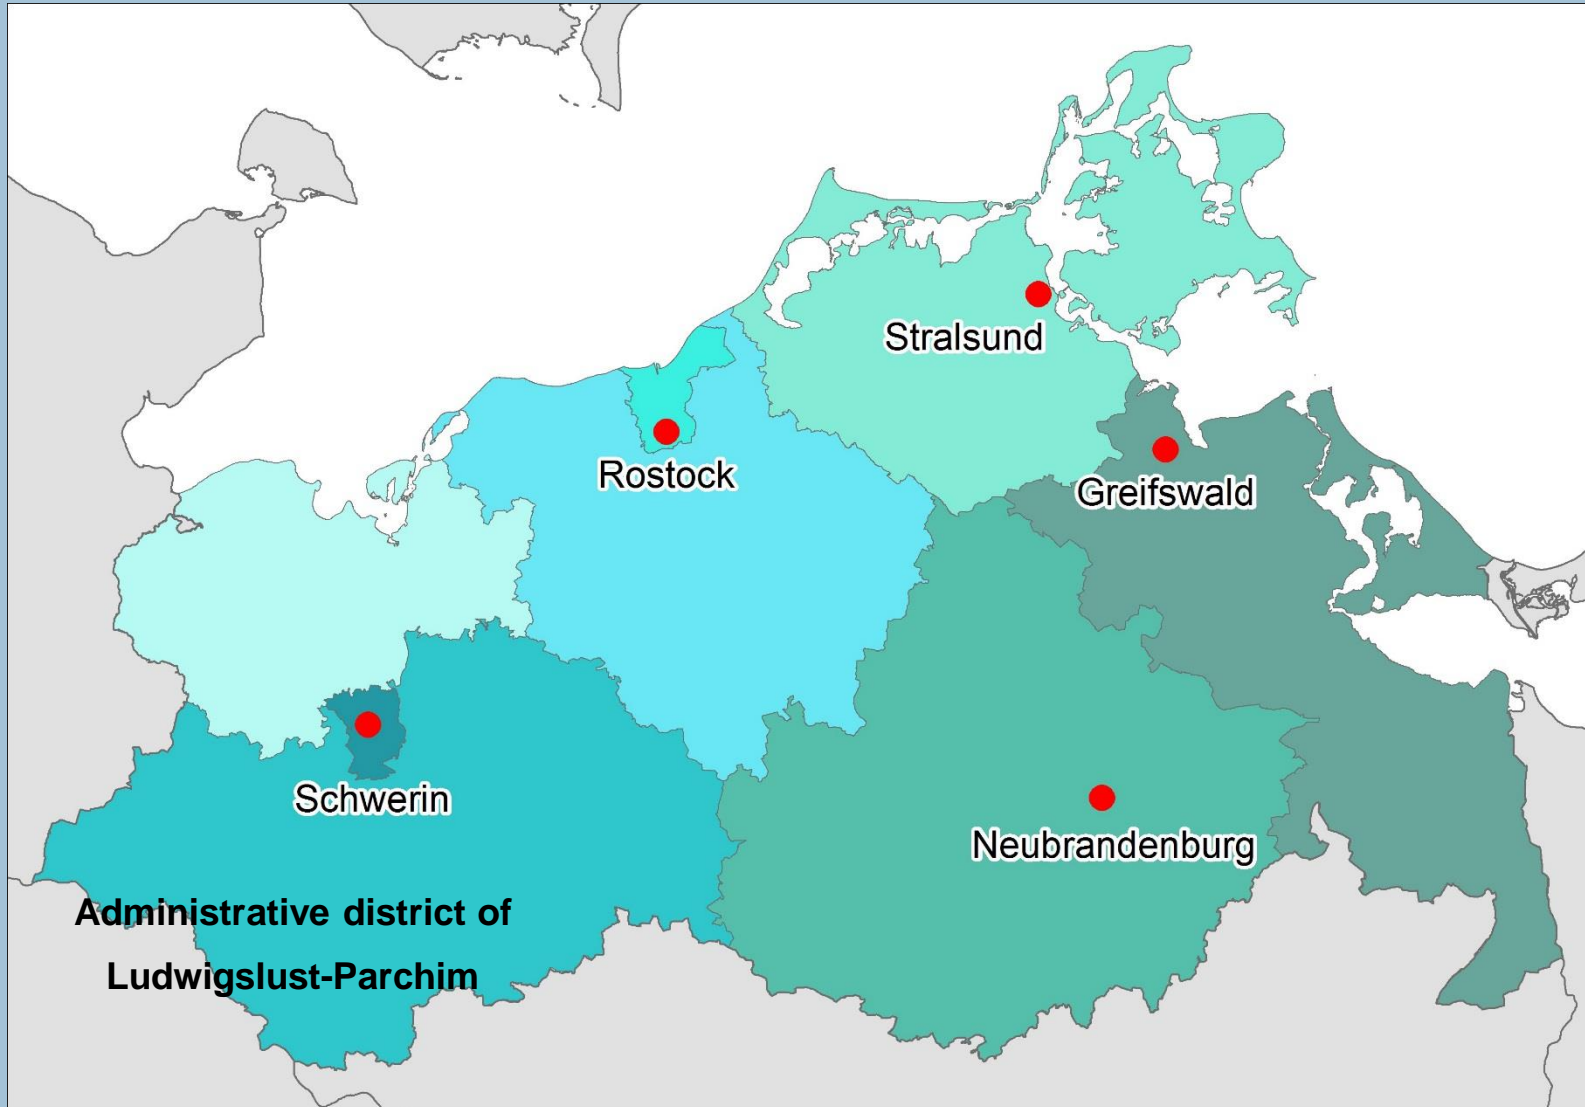 Stralsund
Rostock
Greifswald
Schwerin
Neubrandenburg
Administrative district of
Ludwigslust-Parchim